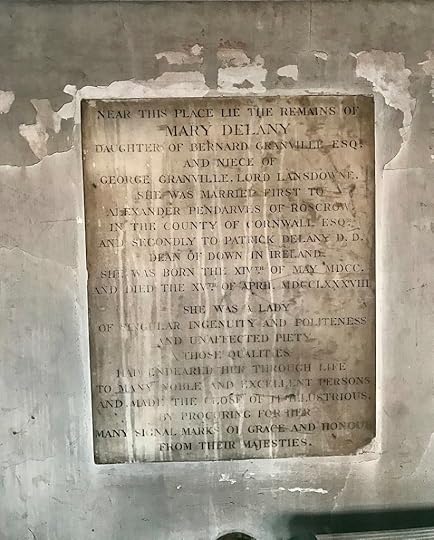 NEAR THIS PLACE LIE THE REMAINS OF
MARY DELANY
DAUGHTER OF BERNARD GRANVILLE ESQ:
AND NIECE OF
GEORGE GRANVILLE, LORD LANSDOWNE.
SHE WAS MARRIED FIRST TO
ALEXANDER PENDARVES OF ROSCROW
IN THE COUNTY OF CORNWALL ESQ:
AND SECONDLY TO PATRICK DELANY D. D.
DEAN OF DOWN IN IRELAND.
SHE WAS BORN THE XIVTH OF MAY MDCC.
AND DIED THE XVTH OF APRIL MDCCLXXXVIII.
SHE WAS A LADY
OF SINGULAR INGENUITY AND POLITENESS
AND UNAFFECTED PIETY.
THOSE QUALITIES
HAD ENDEARED HER THROUGH LIFE
TO MANY NOBLE AND EXCELLENT PERSONS
AND MADE THE CLOSE OF IT ILLUSTRIOUS,
BY PROCURING FOR HER
MANY SIGNAL MARKS OF GRACE AND HONOUR
FROM THEIR MAJESTIES.